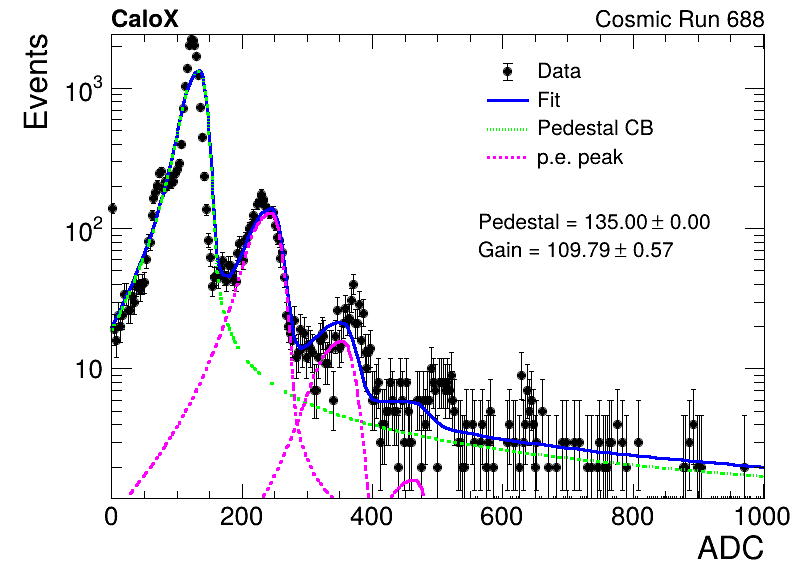 CaloX Cosmic Run 688
Events
Data
Fit
Pedestal CB
p.e. peak
Pedestal = 135.00 ± 0.00
Gain = 109.79 ± 0.57
10³
10²
10
0 200 400 600 800 1000
ADC